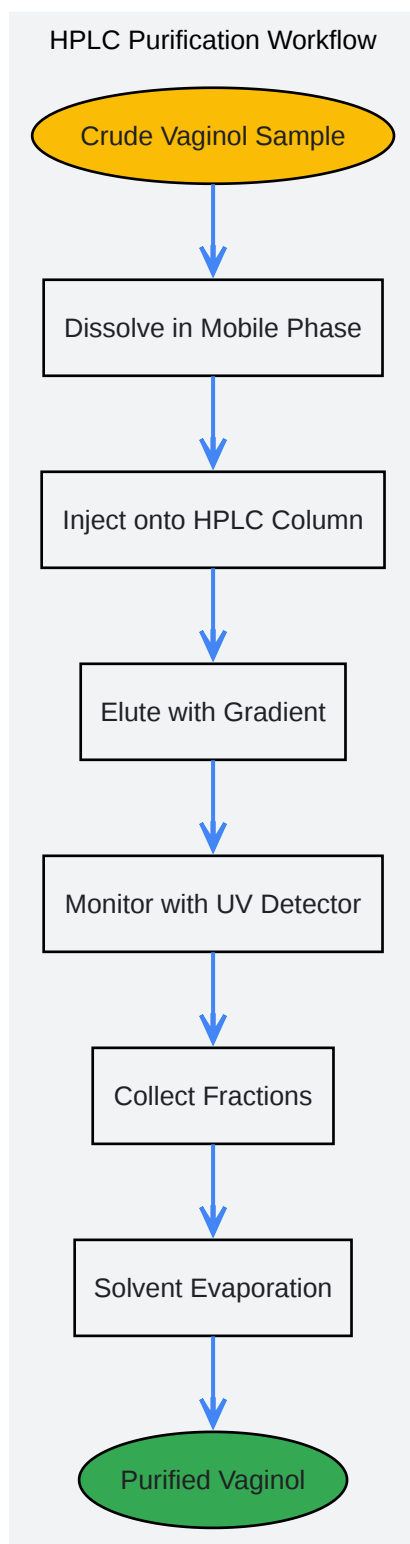 HPLC Purification Workflow
Crude Vaginol Sample
Dissolve in Mobile Phase
Inject onto HPLC Column
Elute with Gradient
Monitor with UV Detector
Collect Fractions
Solvent Evaporation
Purified Vaginol